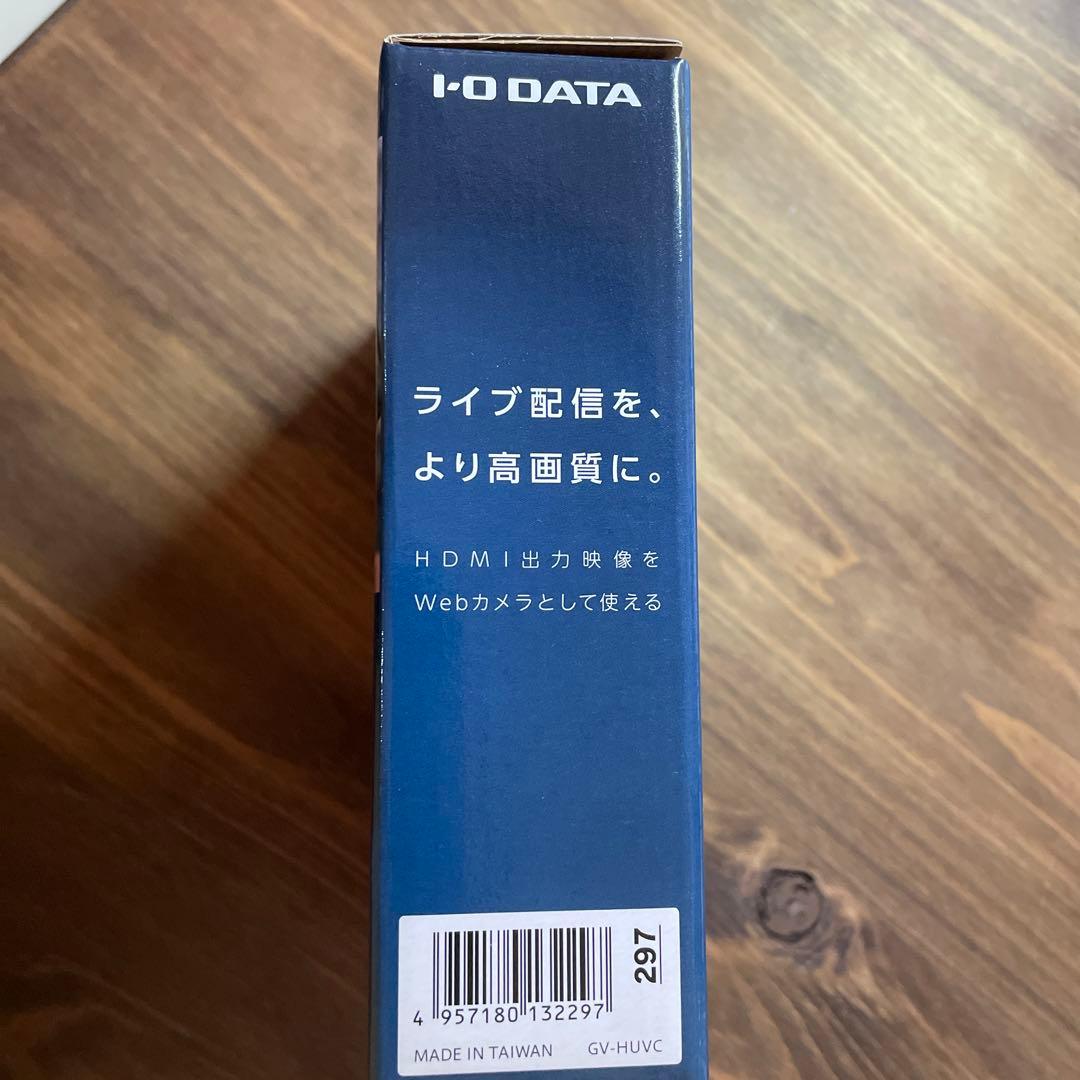 I-O DATA
ライブ配信を、
より高画質に。
HDMI出力映像を
Webカメラとして使える
297
4 957180 132297
MADE IN TAIWAN GV-HUVC